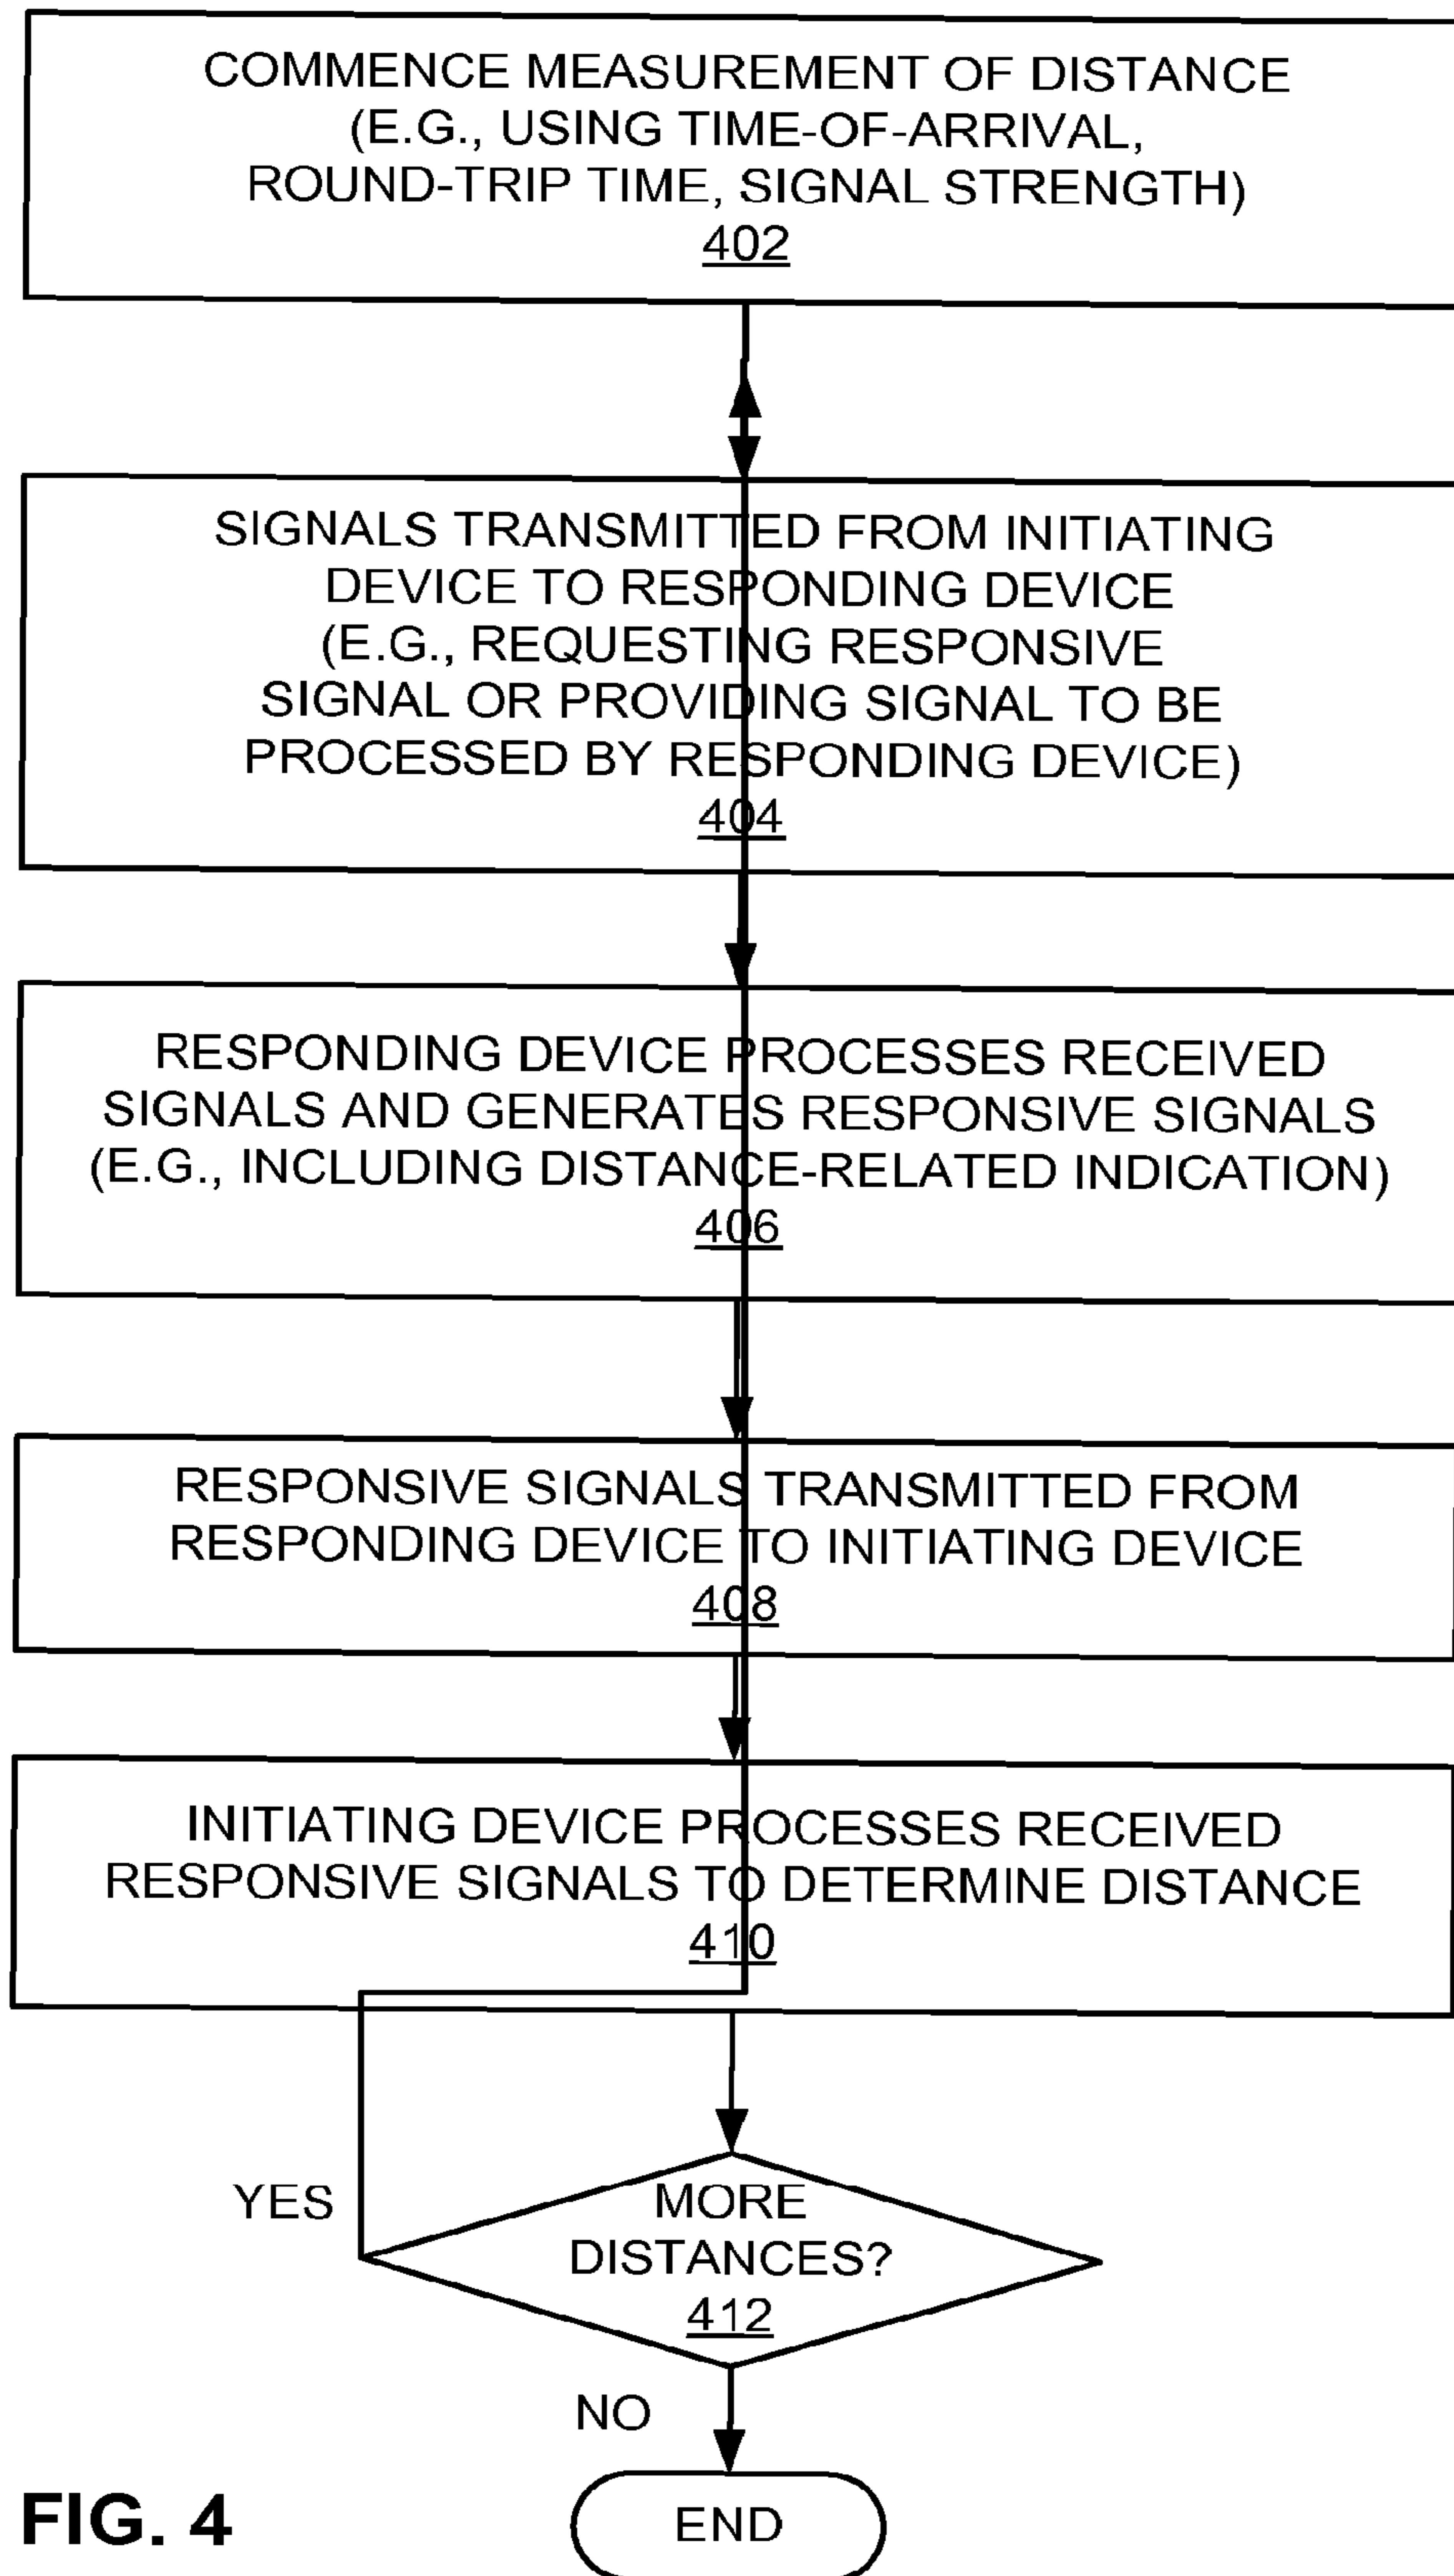 COMMENCE MEASUREMENT OF DISTANCE
(E.G., USING TIME-OF-ARRIVAL,
ROUND-TRIP TIME, SIGNAL STRENGTH)
402
SIGNALS TRANSMITTED FROM INITIATING
DEVICE TO RESPONDING DEVICE
(E.G., REQUESTING RESPONSIVE
SIGNAL OR PROVIDING SIGNAL TO BE
PROCESSED BY RESPONDING DEVICE)
404
RESPONDING DEVICE PROCESSES RECEIVED
SIGNALS AND GENERATES RESPONSIVE SIGNALS
(E.G., INCLUDING DISTANCE-RELATED INDICATION)
406
RESPONSIVE SIGNALS TRANSMITTED FROM
RESPONDING DEVICE TO INITIATING DEVICE
408
INITIATING DEVICE PROCESSES RECEIVED
RESPONSIVE SIGNALS TO DETERMINE DISTANCE
410
YES
MORE
DISTANCES?
412
NO
END
FIG. 4